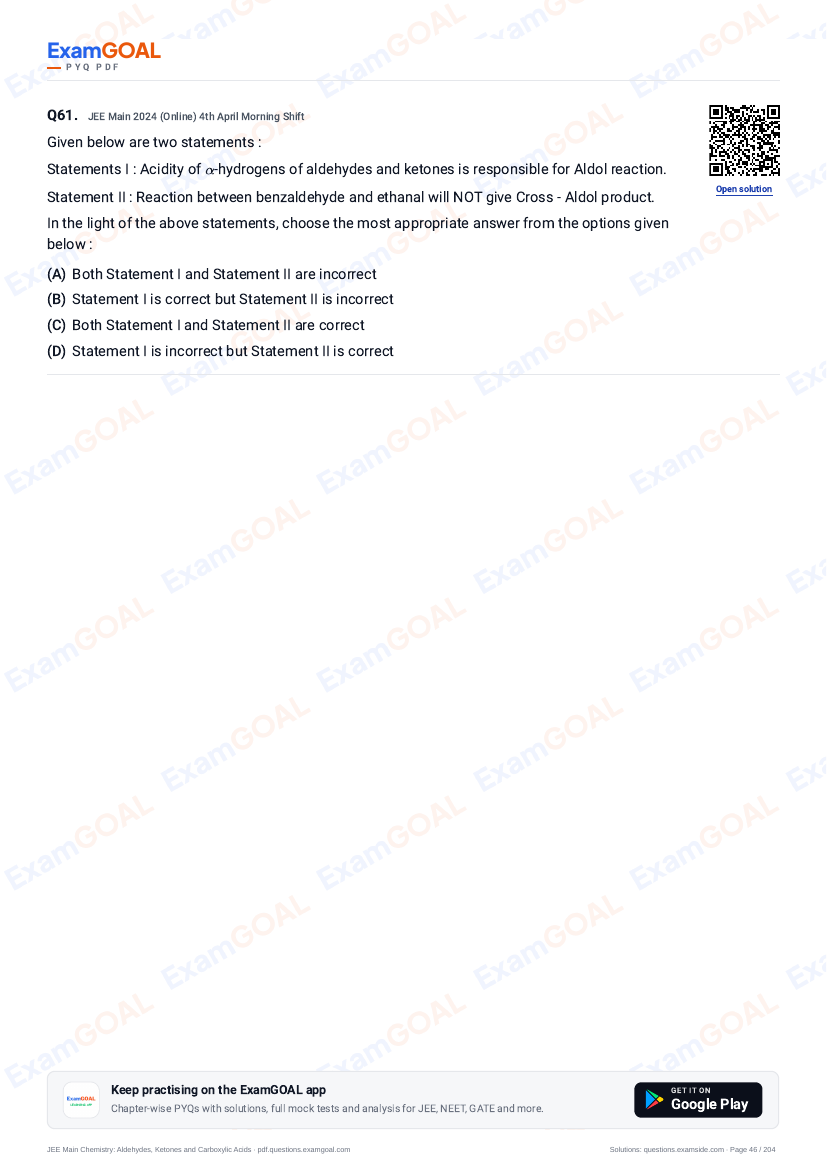 ExamGOAL
PYQ PDF
Q61. JEE Main 2024 (Online) 4th April Morning Shift
Given below are two statements :
Statements I : Acidity of α-hydrogens of aldehydes and ketones is responsible for Aldol reaction.
Statement II : Reaction between benzaldehyde and ethanal will NOT give Cross - Aldol product.
In the light of the above statements, choose the most appropriate answer from the options given
below :
(A) Both Statement I and Statement II are incorrect
(B) Statement I is correct but Statement II is incorrect
(C) Both Statement I and Statement II are correct
(D) Statement I is incorrect but Statement II is correct
Open solution
Keep practising on the ExamGOAL app
Chapter-wise PYQs with solutions, full mock tests and analysis for JEE, NEET, GATE and more.
GET IT ON
Google Play
JEE Main Chemistry: Aldehydes, Ketones and Carboxylic Acids · pdf.questions.examgoal.com
Solutions: questions.examside.com · Page 46 / 204